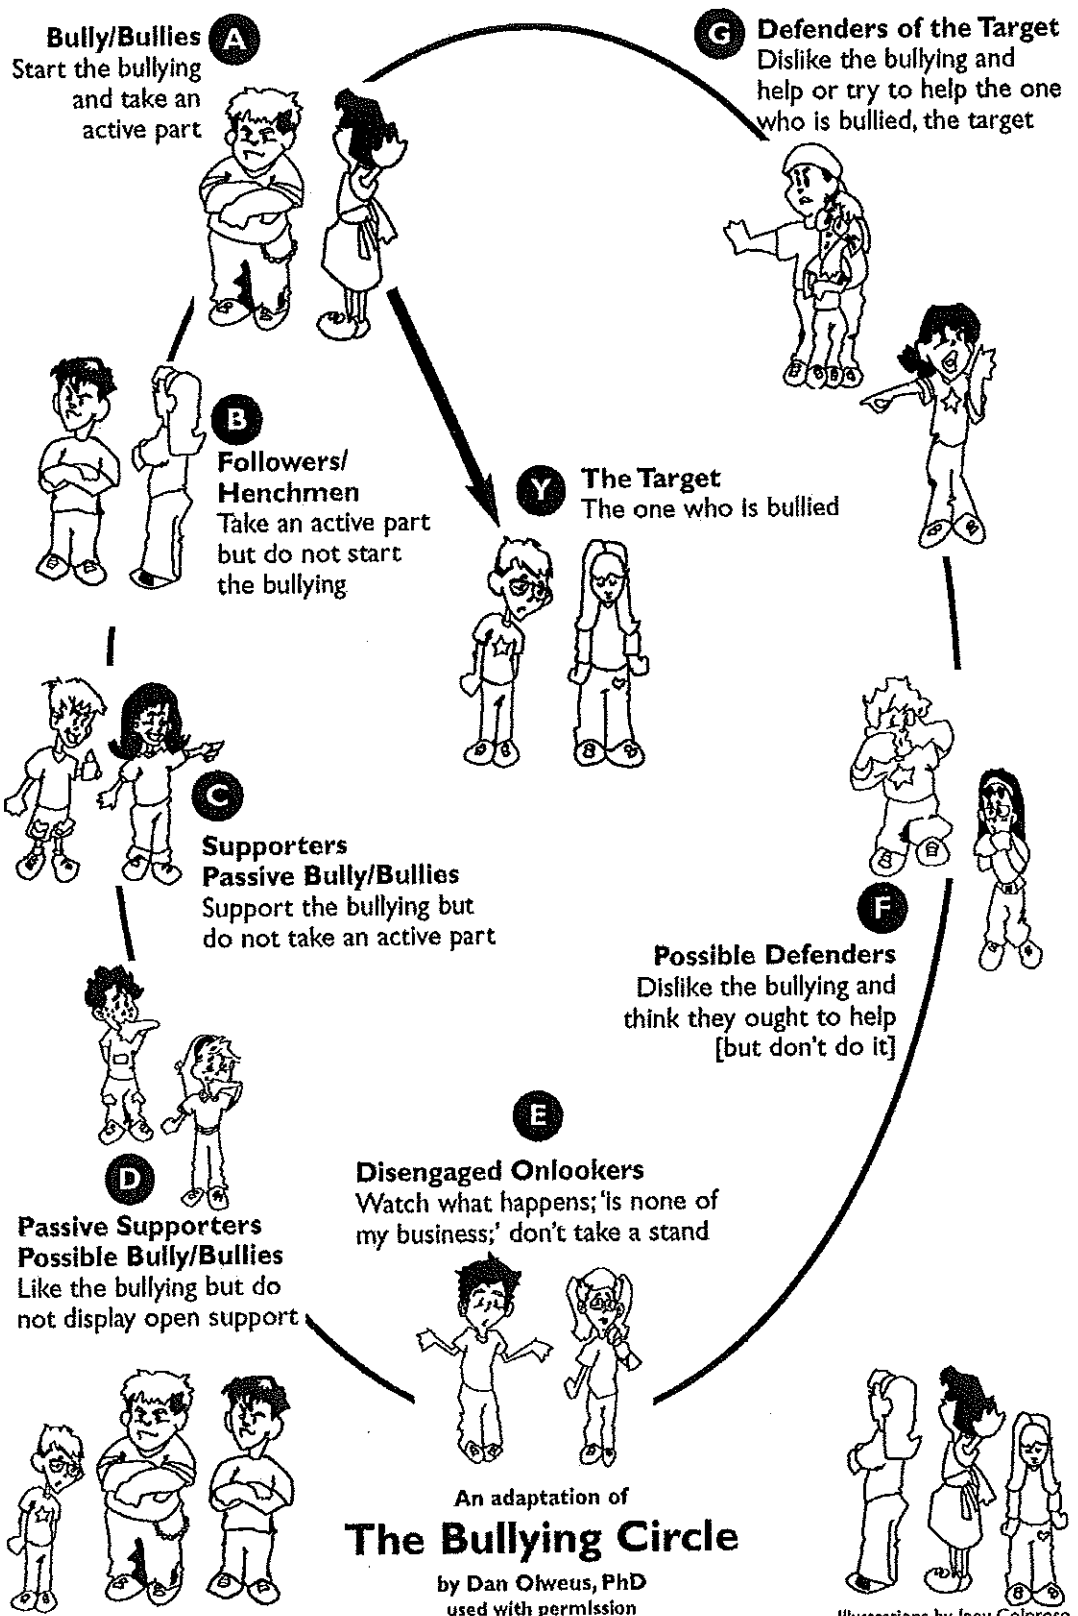 A
Bully/Bullies
Start the bullying
and take an
active part
G
Defenders of the Target
Dislike the bullying and
help or try to help the one
who is bullied, the target
B
Followers/
Henchmen
Take an active part
but do not start
the bullying
Y
The Target
The one who is bullied
C
Supporters
Passive Bully/Bullies
Support the bullying but
do not take an active part
F
Possible Defenders
Dislike the bullying and
think they ought to help
[but don't do it]
D
Passive Supporters
Possible Bully/Bullies
Like the bullying but do
not display open support
E
Disengaged Onlookers
Watch what happens; 'is none of
my business;' don't take a stand
An adaptation of
The Bullying Circle
by Dan Olweus, PhD
used with permission
Illustrations by Joey